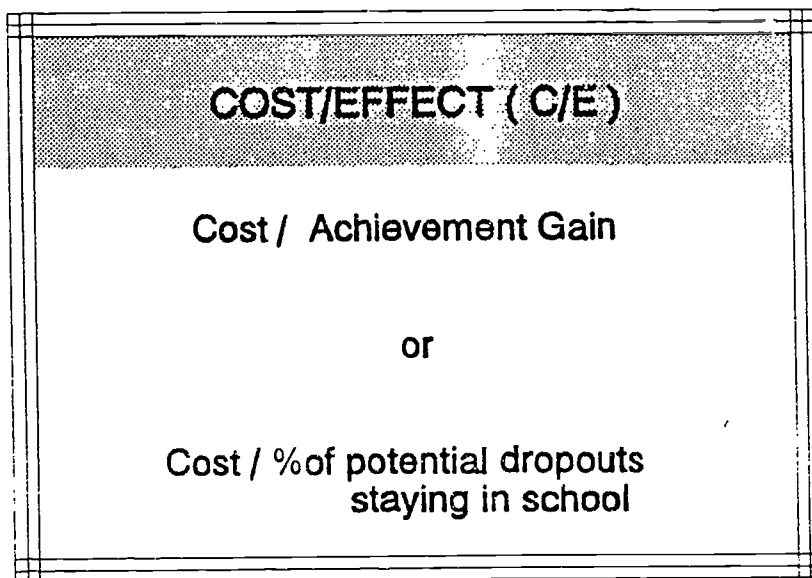 COST/EFFECT ( C/E )
Cost / Achievement Gain
or
Cost / % of potential dropouts
staying in school